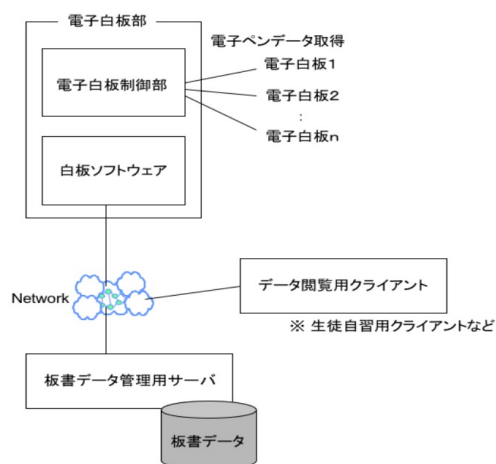 電子白板部
電子ペンデータ取得
電子白板制御部
電子白板1
電子白板2
:
電子白板n
白板ソフトウェア
Network
データ閲覧用クライアント
※ 生徒自習用クライアントなど
板書データ管理用サーバ
板書データ